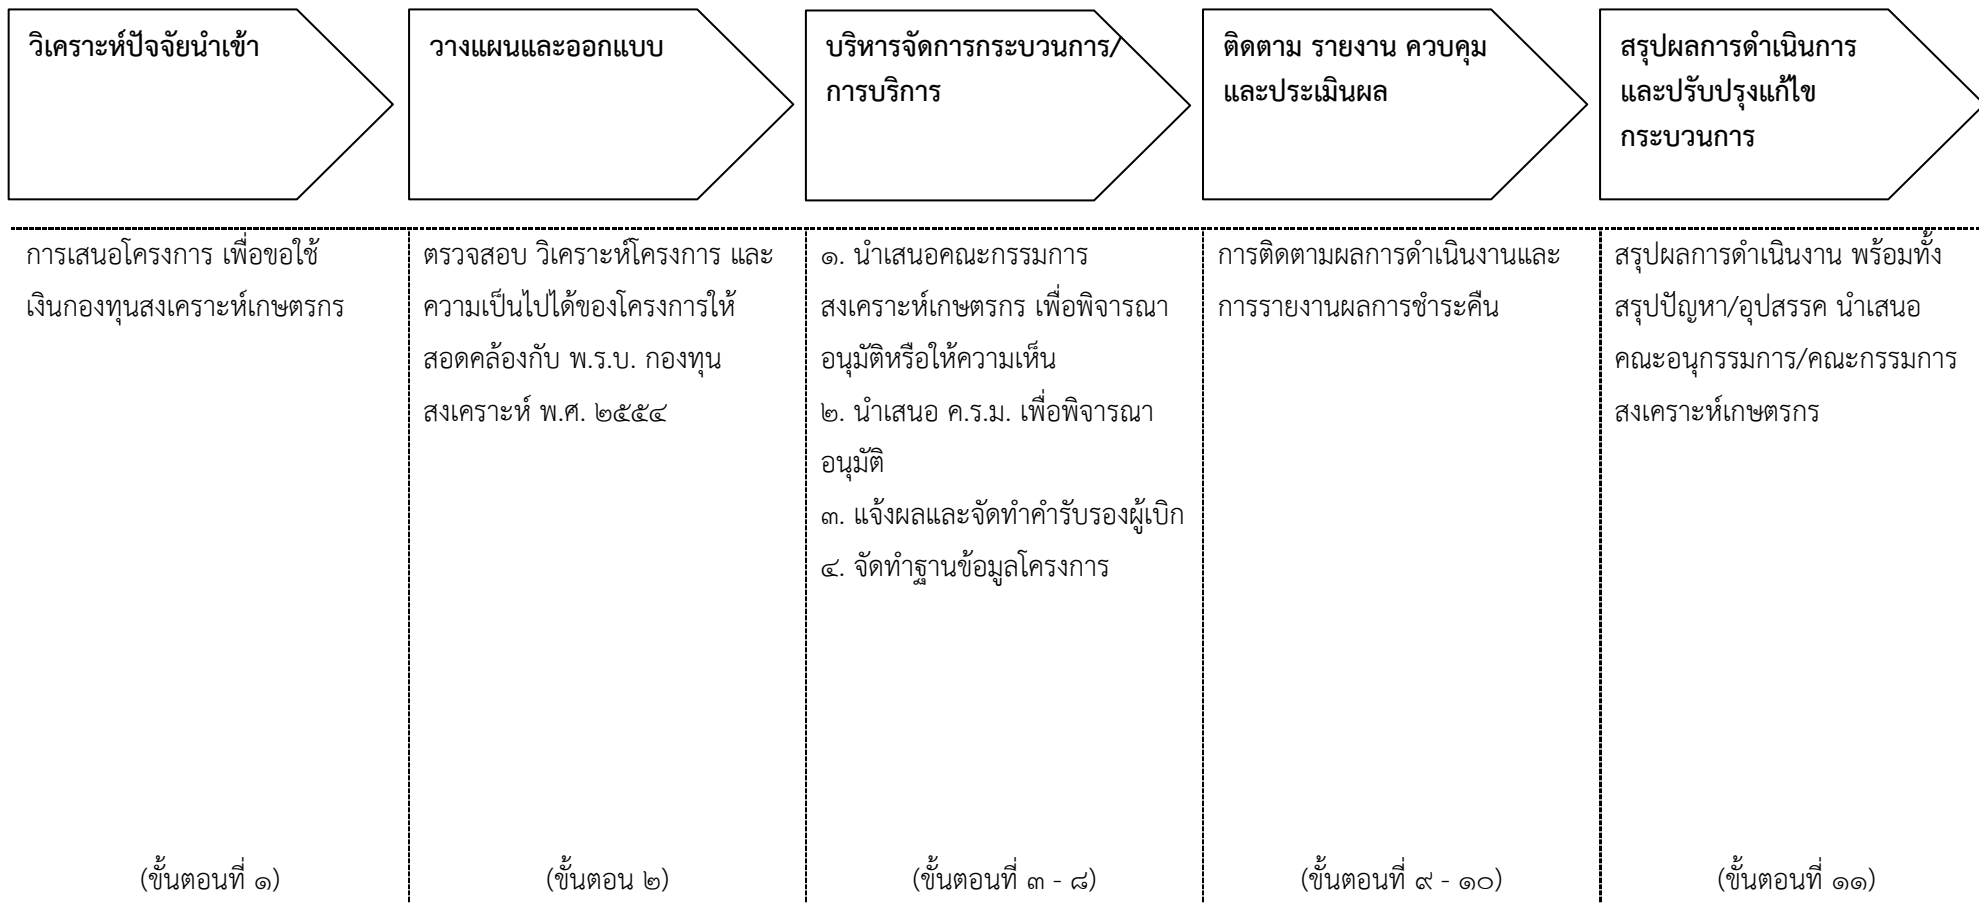 วิเคราะห์ปัจจัยนำเข้า
วางแผนและออกแบบ
บริหารจัดการกระบวนการ/
การบริการ
ติดตาม รายงาน ควบคุม
และประเมินผล
สรุปผลการดำเนินการ
และปรับปรุงแก้ไข
กระบวนการ
การเสนอโครงการ เพื่อขอใช้
เงินกองทุนสงเคราะห์เกษตรกร
(ขั้นตอนที่ ๑)
ตรวจสอบ วิเคราะห์โครงการ และ
ความเป็นไปได้ของโครงการให้
สอดคล้องกับ พ.ร.บ. กองทุน
สงเคราะห์ พ.ศ. ๒๕๕๔
(ขั้นตอน ๒)
๑. นำเสนอคณะกรรมการ
สงเคราะห์เกษตรกร เพื่อพิจารณา
อนุมัติหรือให้ความเห็น
๒. นำเสนอ ค.ร.ม. เพื่อพิจารณา
อนุมัติ
๓. แจ้งผลและจัดทำคำรับรองผู้เบิก
๔. จัดทำฐานข้อมูลโครงการ
(ขั้นตอนที่ ๓ - ๘)
การติดตามผลการดำเนินงานและ
การรายงานผลการชำระคืน
(ขั้นตอนที่ ๙ - ๑๐)
สรุปผลการดำเนินงาน พร้อมทั้ง
สรุปปัญหา/อุปสรรค นำเสนอ
คณะอนุกรรมการ/คณะกรรมการ
สงเคราะห์เกษตรกร
(ขั้นตอนที่ ๑๑)